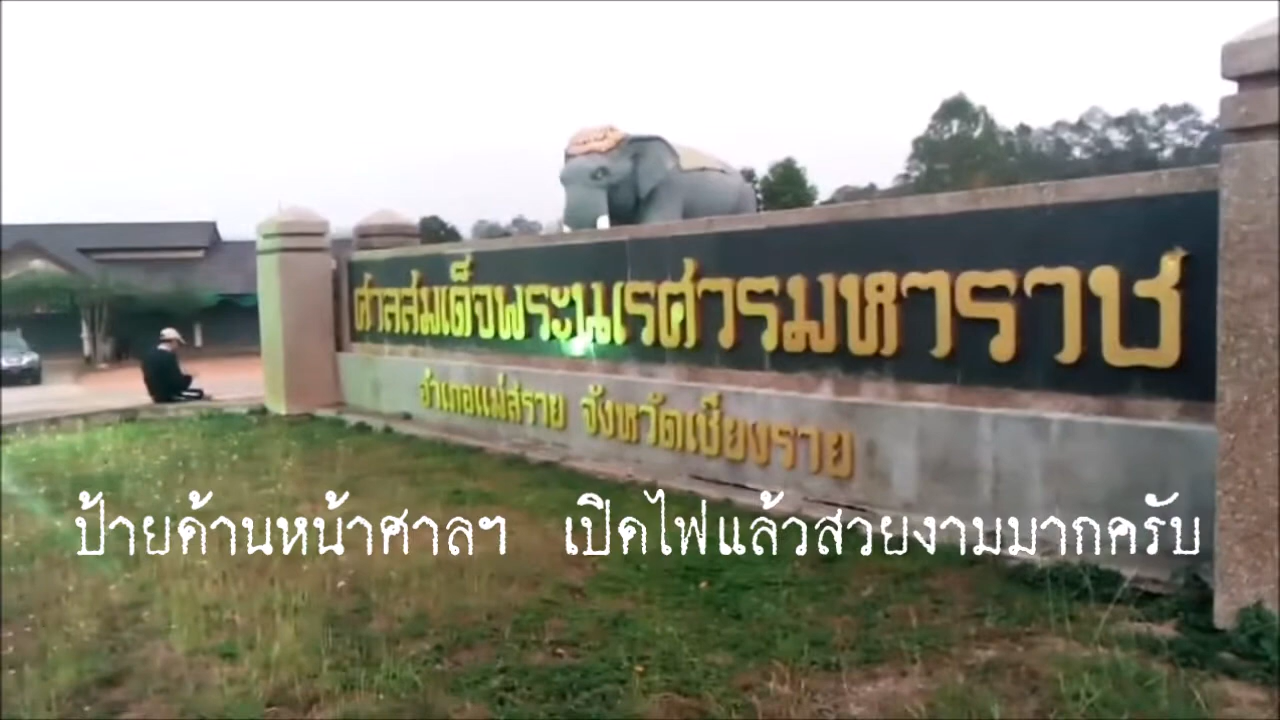 ศาลสมเด็จพระนเรศวรมหาราช
อำเภอแม่สรวย จังหวัดเชียงราย
ป้ายด้านหน้าศาลฯ เปิดไฟแล้วสวยงามมากครับ